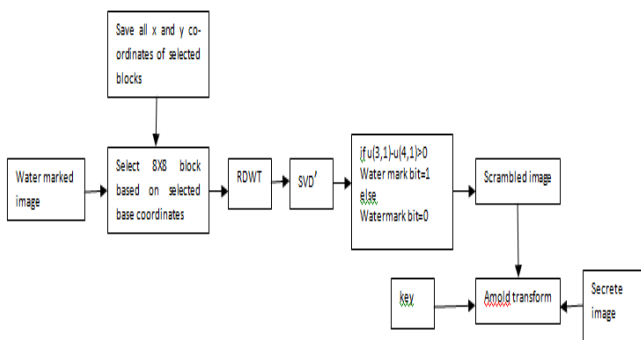 Save all x and y co-
ordinates of selected
blocks
Water marked
image
Select 8X8 block
based on selected
base coordinates
RDWT
SVD'
if u(3,1)-u(4,1)>0
Water mark bit=1
else
Watermark bit=0
Scrambled image
key
Arnold transform
Secrete
image